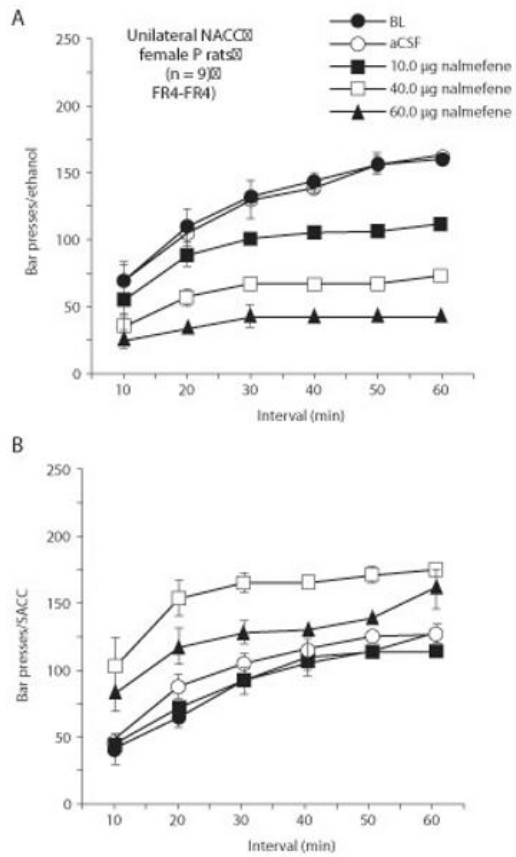 A
Unilateral NACC
female P rats
(n = 9)
FR4-FR4)
BL
aCSF
10.0 µg nalmefene
40.0 µg nalmefene
60.0 µg nalmefene
Bar presses/ethanol
250
200
150
100
50
0
10 20 30 40 50 60
Interval (min)
B
Bar presses/SACC
250
200
150
100
50
0
10 20 30 40 50 60
Interval (min)